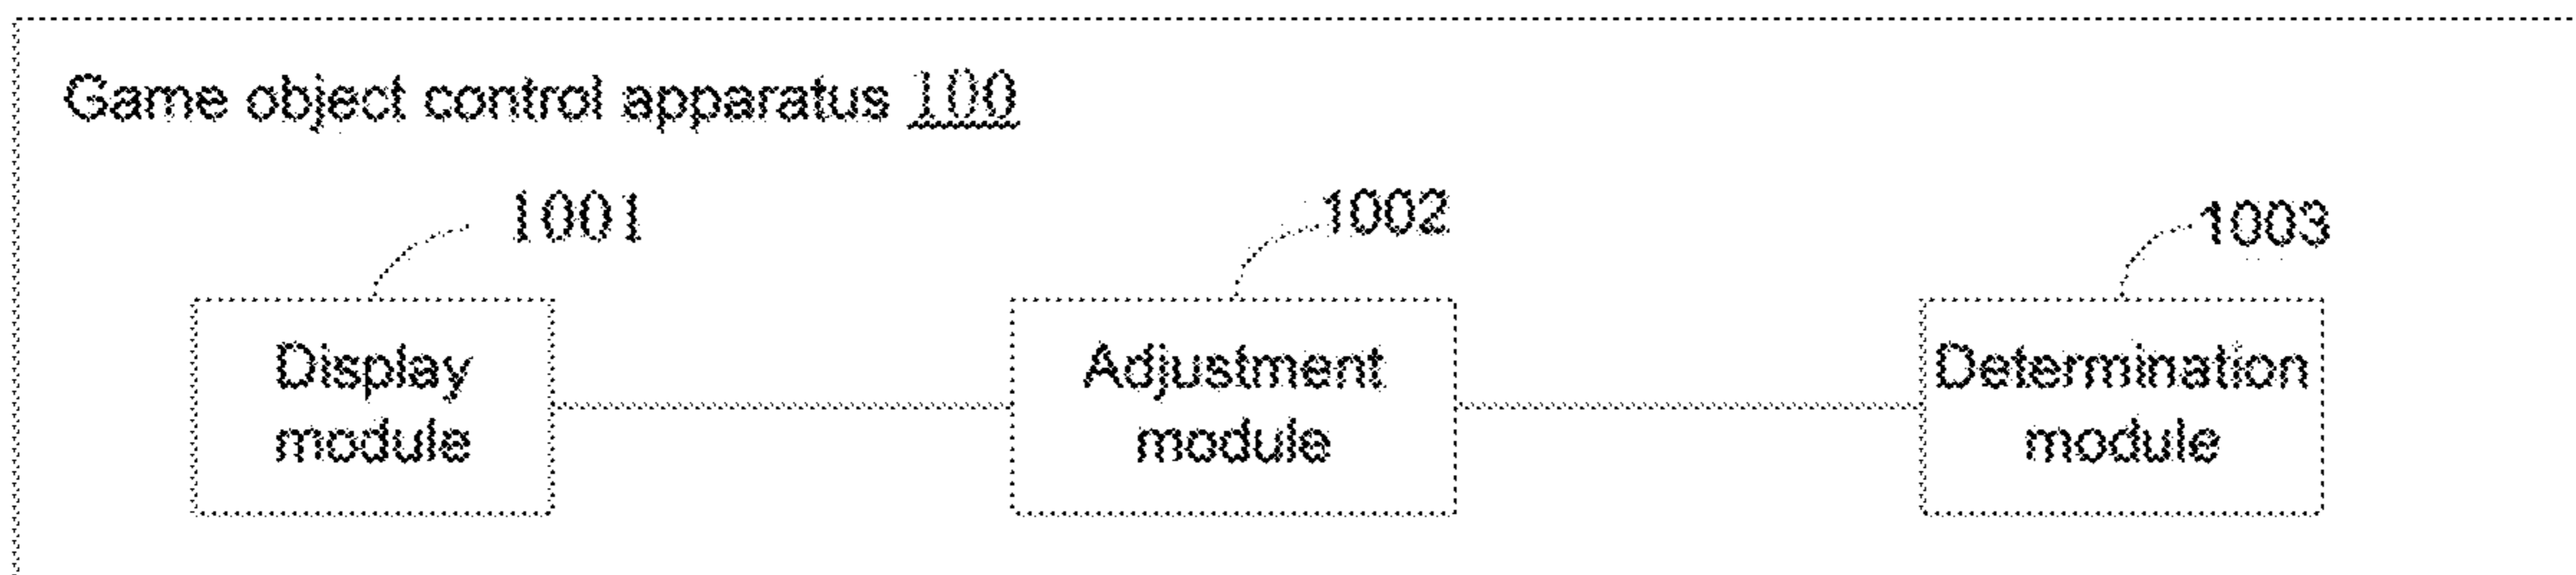 Game object control apparatus 100
1001
1002
1003
Display
module
Adjustment
module
Determination
module